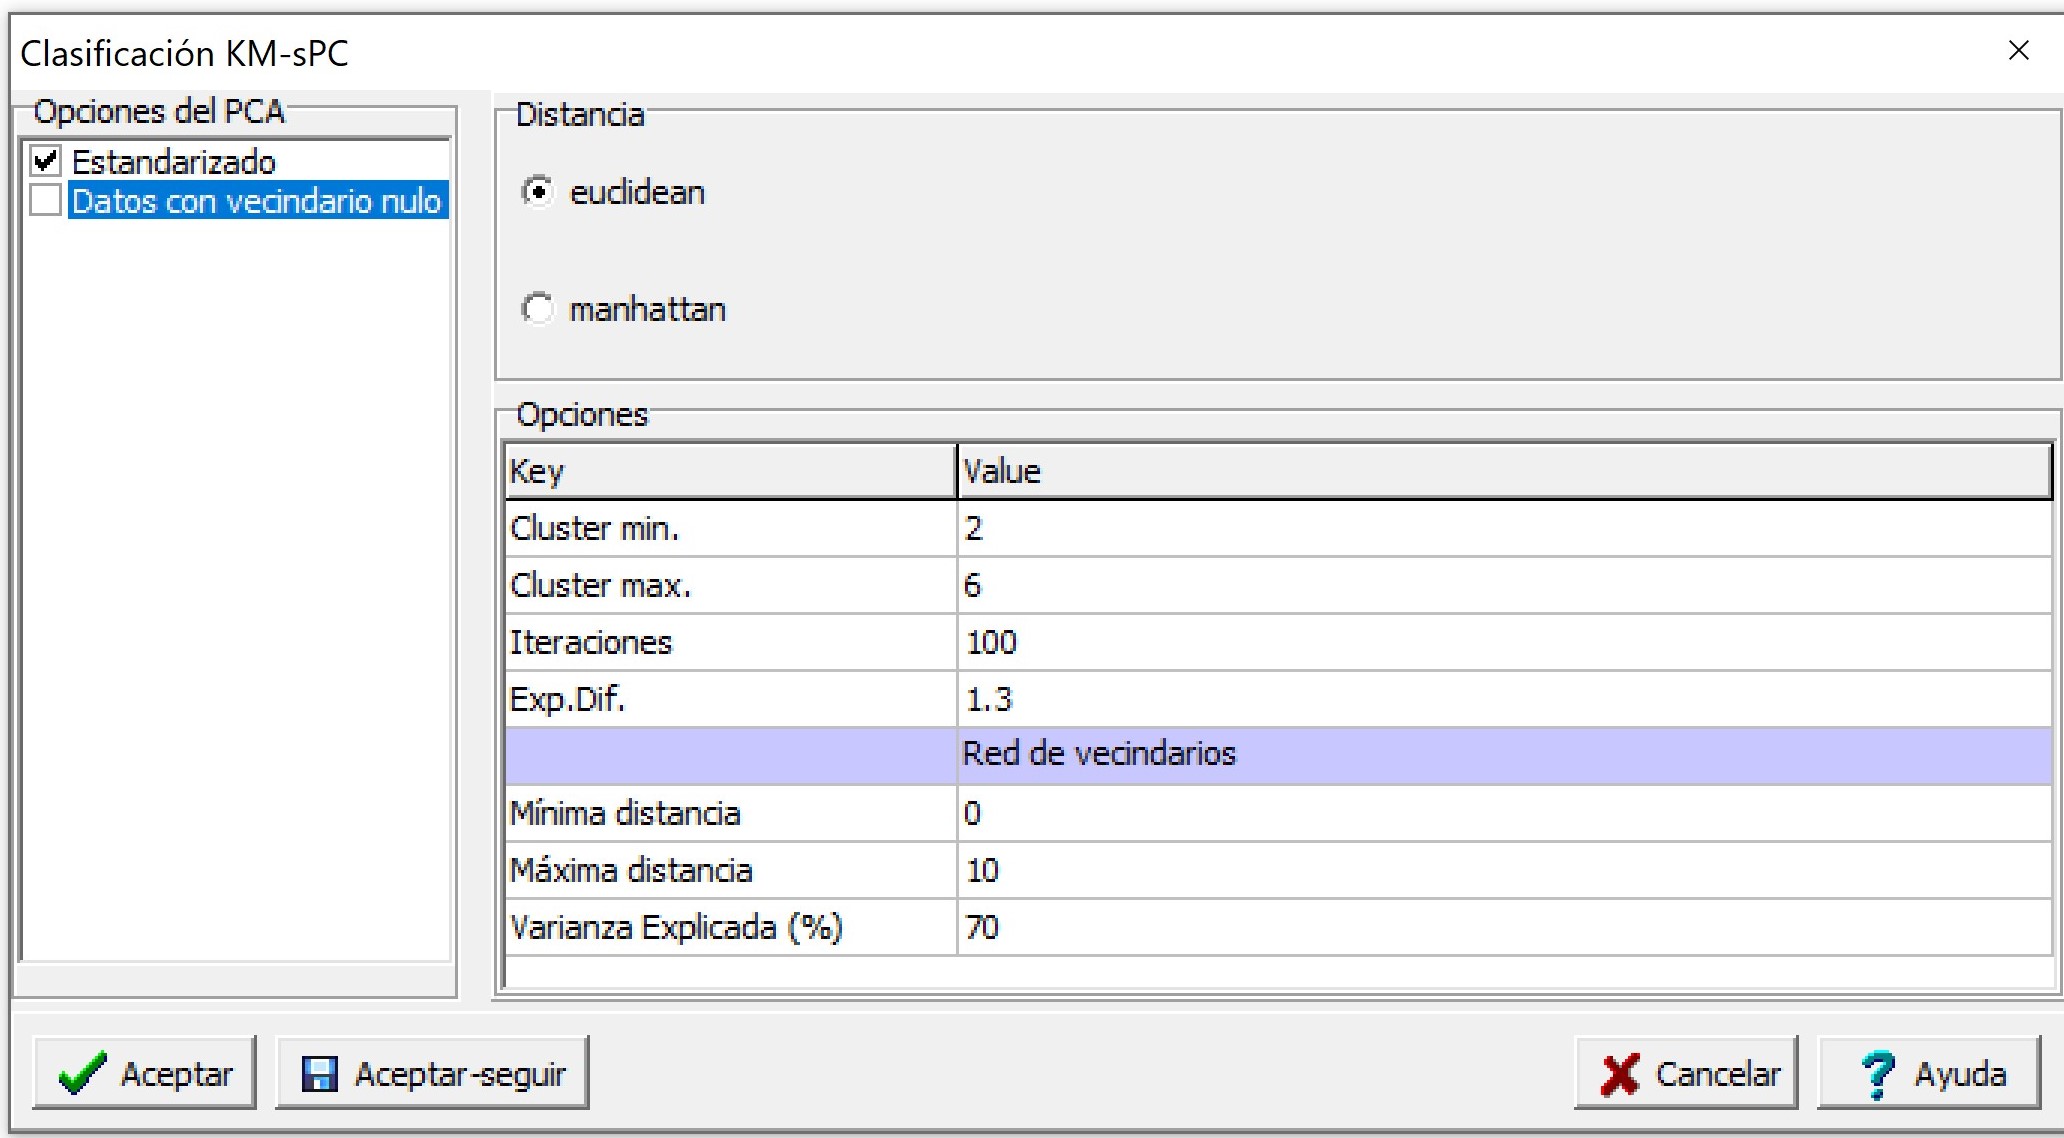 Clasificación KM-sPC
Opciones del PCA
Estandarizado
Datos con vecindario nulo
Distancia
euclidean
manhattan
Opciones
Key Value
Cluster min. 2
Cluster max. 6
Iteraciones 100
Exp.Dif. 1.3
Red de vecindarios
Mínima distancia 0
Máxima distancia 10
Varianza Explicada (%) 70
Aceptar Aceptar-seguir Cancelar Ayuda